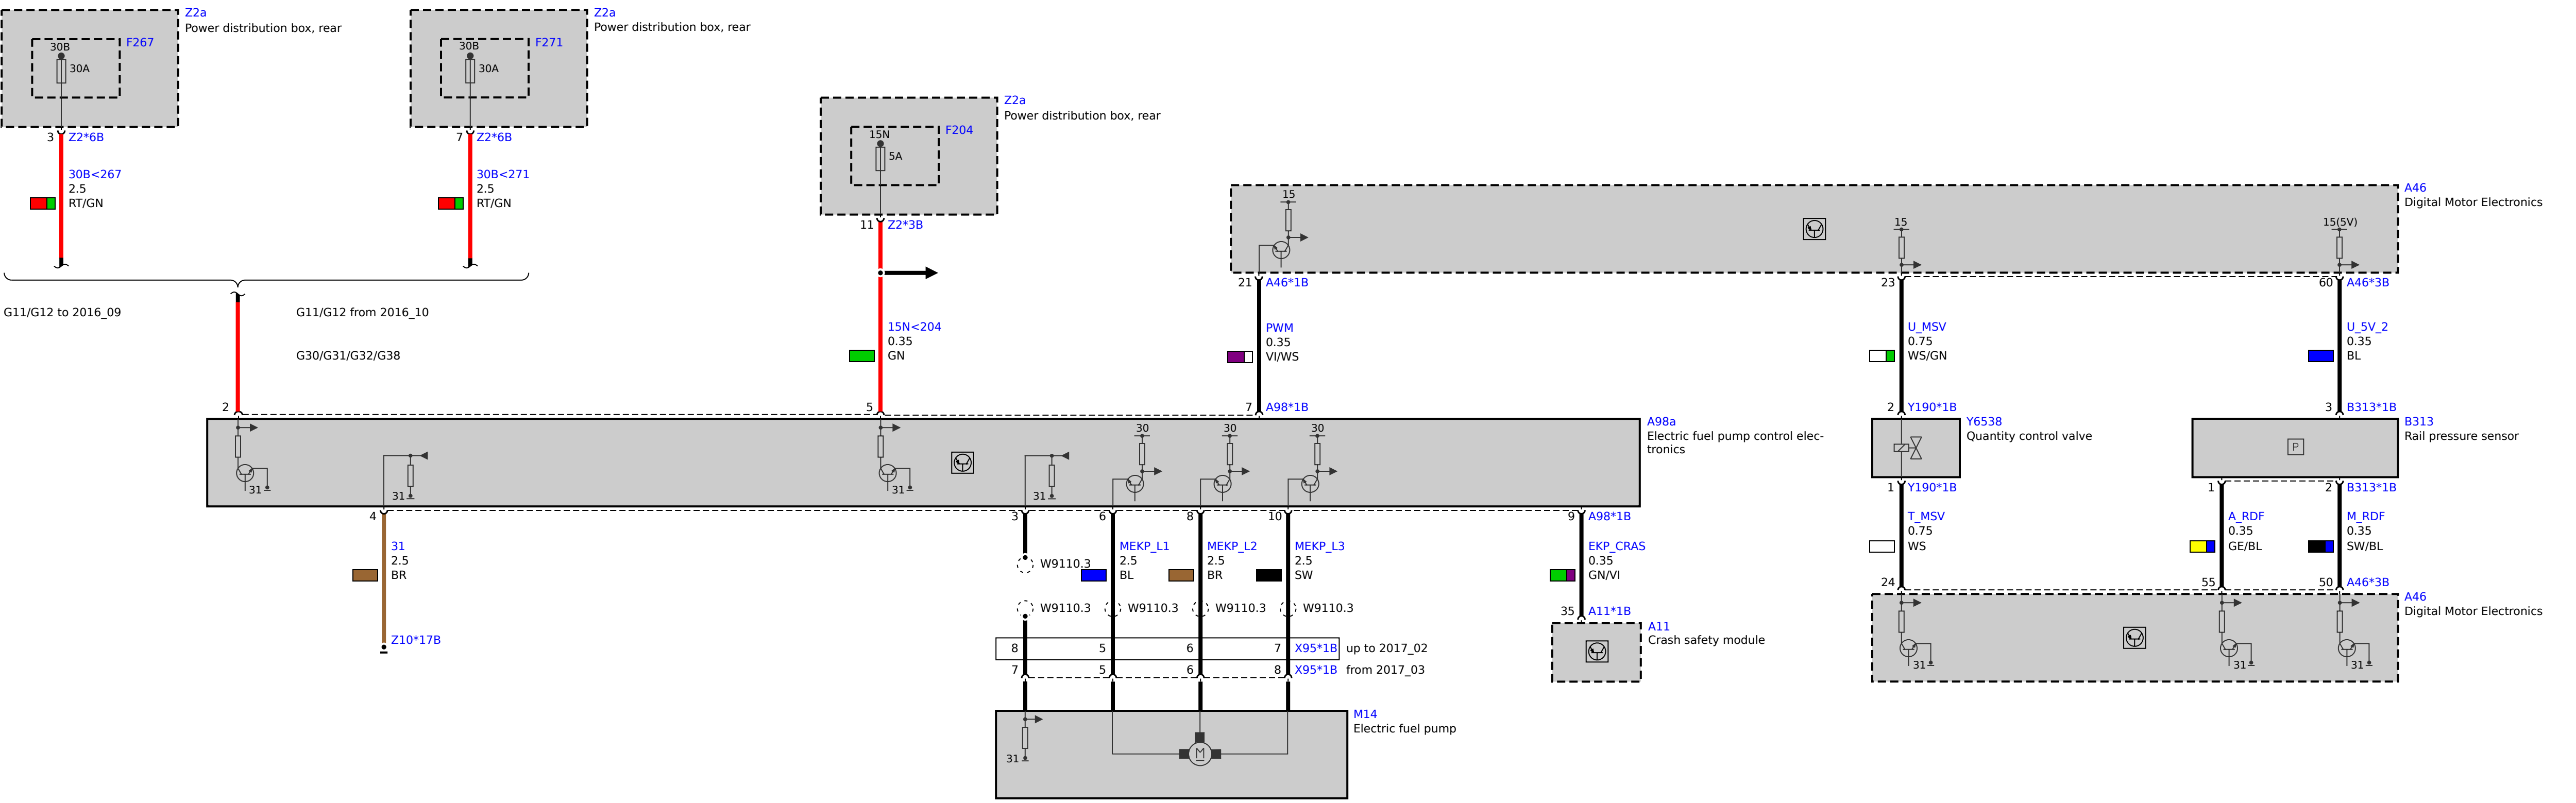 Z2a
Power distribution box, rear
F267
30B
30A
3 Z2*6B
30B<267
2.5
RT/GN
Z2a
Power distribution box, rear
F271
30B
30A
7 Z2*6B
30B<271
2.5
RT/GN
G11/G12 to 2016_09
G11/G12 from 2016_10
G30/G31/G32/G38
Z2a
Power distribution box, rear
F204
15N
5A
11 Z2*3B
15N<204
0.35
GN
A46
Digital Motor Electronics
15
15
15(5V)
21 A46*1B
23
60 A46*3B
PWM
0.35
VI/WS
U_MSV
0.75
WS/GN
U_5V_2
0.35
BL
2
5
7 A98*1B
2 Y190*1B
3 B313*1B
A98a
Electric fuel pump control elec-
tronics
30
30
30
31
31
31
31
Y6538
Quantity control valve
B313
Rail pressure sensor
P
4
3
6
8
10
9 A98*1B
1 Y190*1B
1
2 B313*1B
31
2.5
BR
Z10*17B
W9110.3
MEKP_L1
2.5
BL
MEKP_L2
2.5
BR
MEKP_L3
2.5
SW
EKP_CRAS
0.35
GN/VI
T_MSV
0.75
WS
A_RDF
0.35
GE/BL
M_RDF
0.35
SW/BL
W9110.3
W9110.3
W9110.3
W9110.3
35 A11*1B
24
55
50 A46*3B
A11
Crash safety module
A46
Digital Motor Electronics
31
31
31
8 5 6 7 X95*1B up to 2017_02
7 5 6 8 X95*1B from 2017_03
M14
Electric fuel pump
31
M